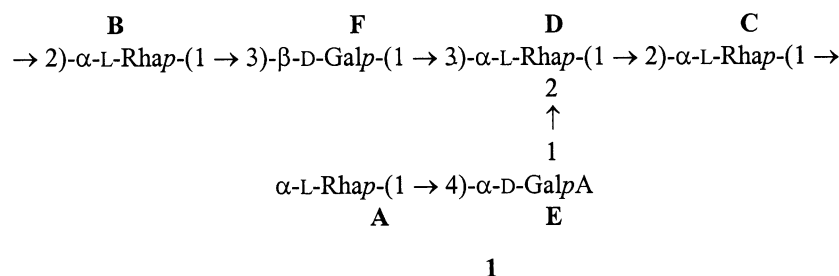 B F D C
→ 2)-α-L-Rhap-(1 → 3)-β-D-Galp-(1 → 3)-α-L-Rhap-(1 → 2)-α-L-Rhap-(1 →
2
↑
1
α-L-Rhap-(1 → 4)-α-D-GalpA
A E
1